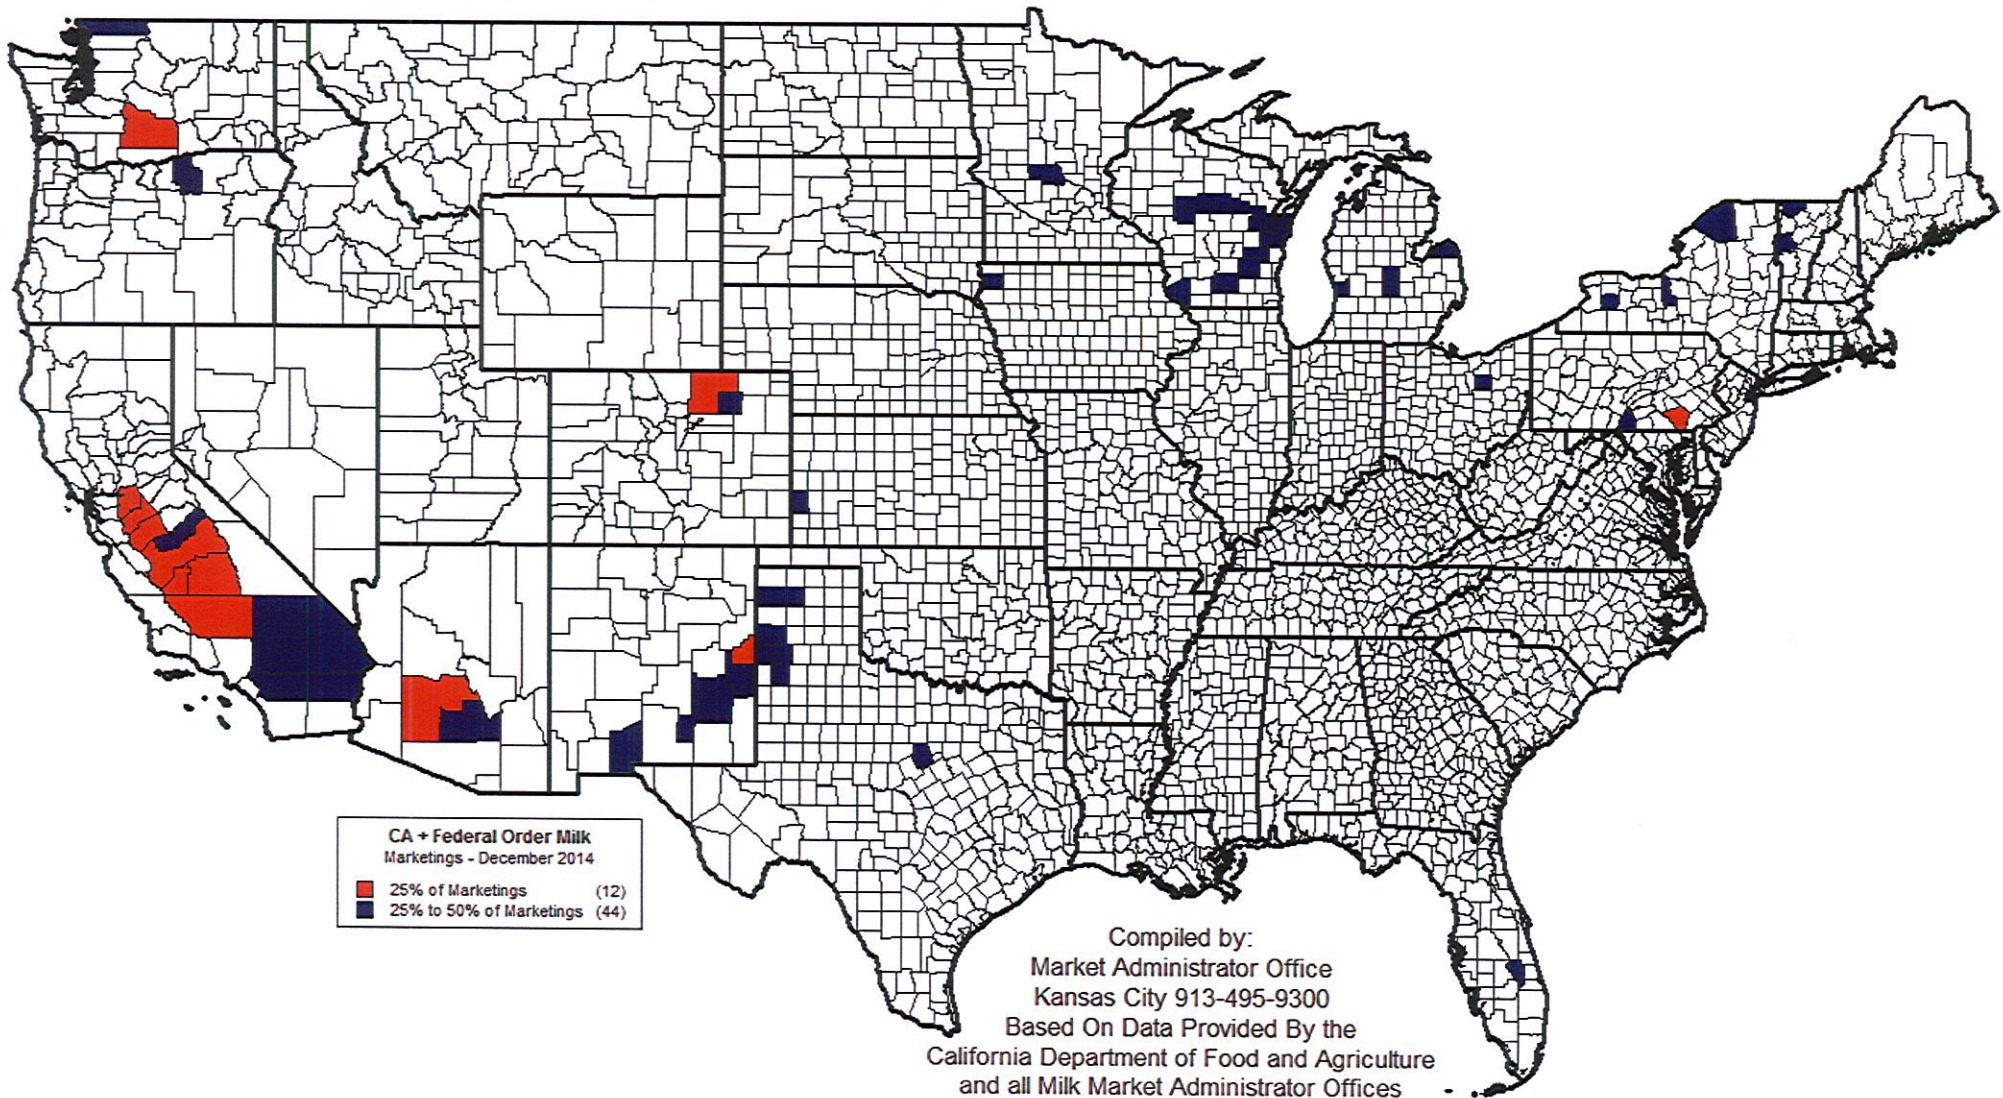 CA + Federal Order Milk
Marketings - December 2014
25% of Marketings (12)
25% to 50% of Marketings (44)
Compiled by:
Market Administrator Office
Kansas City 913-495-9300
Based On Data Provided By the
California Department of Food and Agriculture
and all Milk Market Administrator Offices